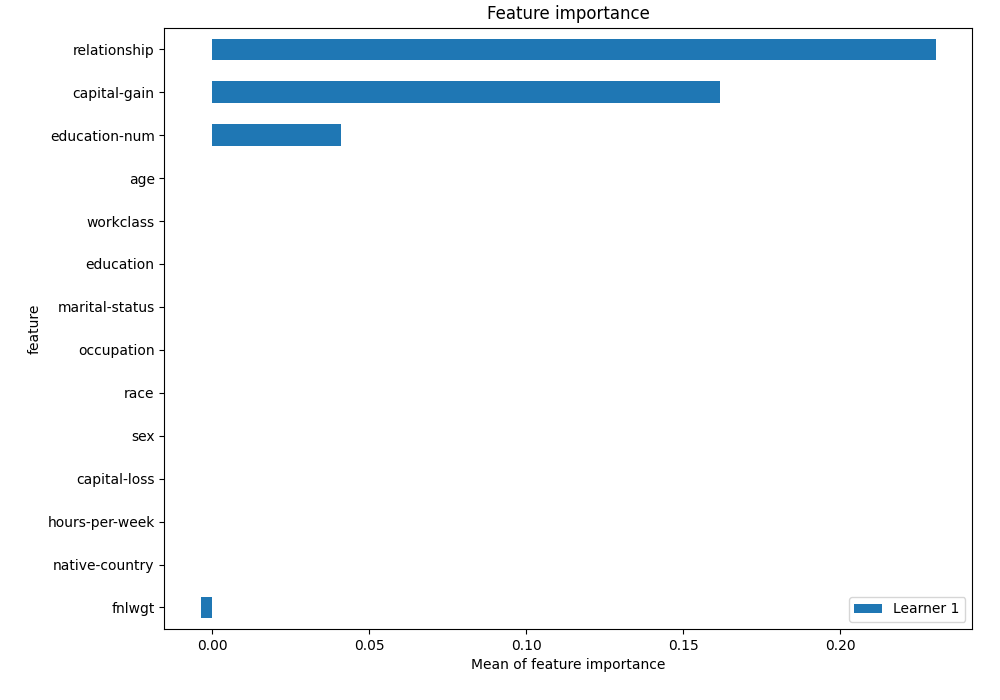 Feature importance
relationship
capital-gain
education-num
age
workclass
education
marital-status
occupation
race
sex
capital-loss
hours-per-week
native-country
fnlwgt
feature
Learner 1
0.00 0.05 0.10 0.15 0.20
Mean of feature importance